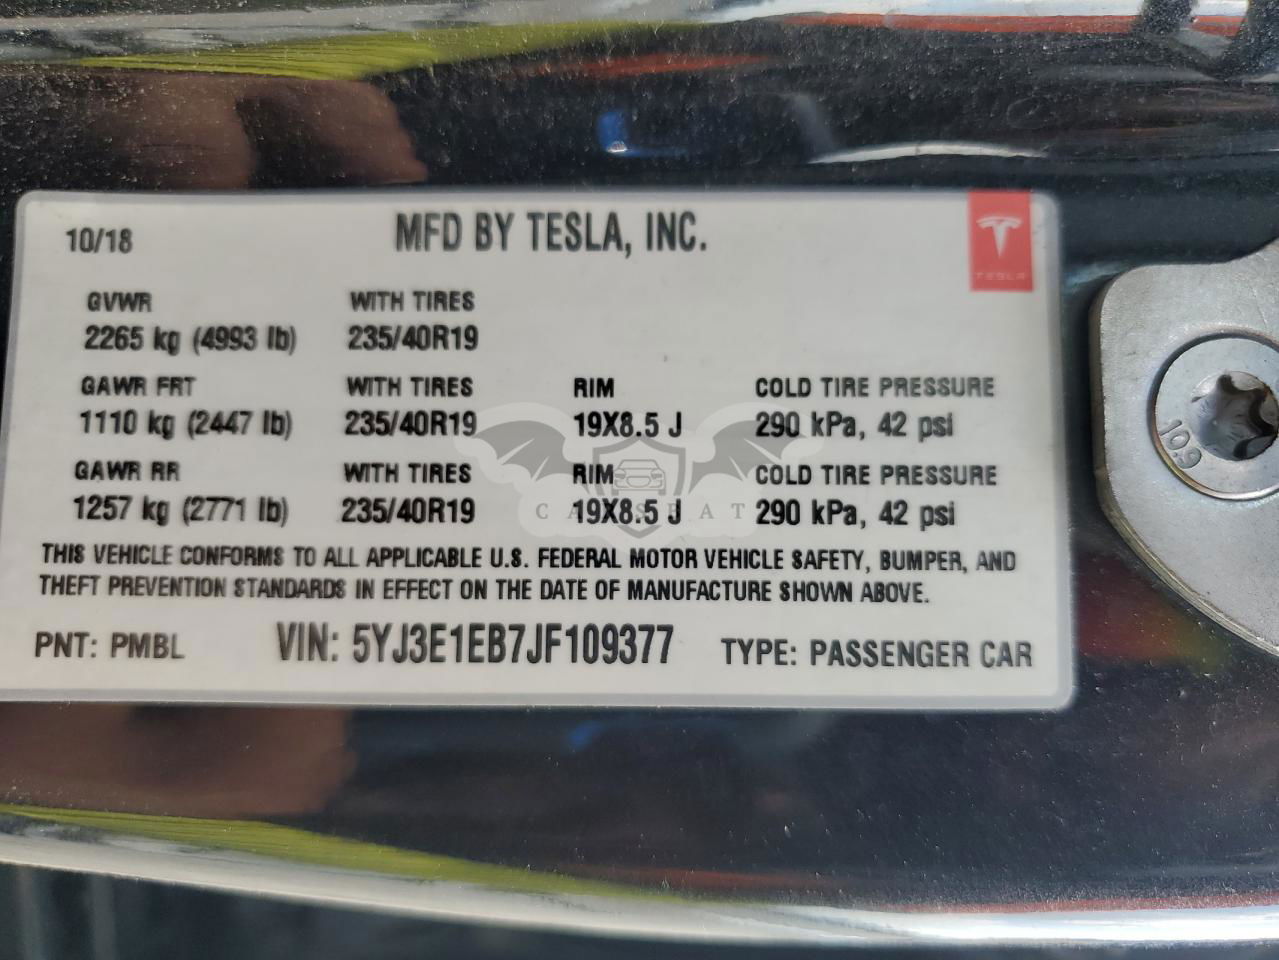 10/18 MFD BY TESLA, INC.
TESLA
GVWR WITH TIRES
2265 kg (4993 lb) 235/40R19
GAWR FRT WITH TIRES RIM COLD TIRE PRESSURE
1110 kg (2447 lb) 235/40R19 19X8.5 J 290 kPa, 42 psi
GAWR RR WITH TIRES RIM COLD TIRE PRESSURE
1257 kg (2771 lb) 235/40R19 19X8.5 J 290 kPa, 42 psi
THIS VEHICLE CONFORMS TO ALL APPLICABLE U.S. FEDERAL MOTOR VEHICLE SAFETY, BUMPER, AND
THEFT PREVENTION STANDARDS IN EFFECT ON THE DATE OF MANUFACTURE SHOWN ABOVE.
PNT: PMBL VIN: 5YJ3E1EB7JF109377 TYPE: PASSENGER CAR
10.9